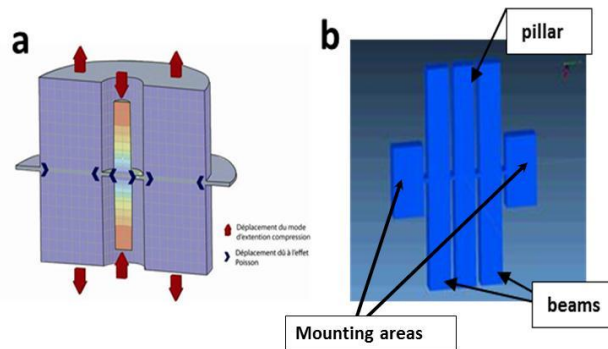 a
b
pillar
Déplacement du mode
d'extention compression
Déplacement dû à l'effet
Poisson
beams
Mounting areas